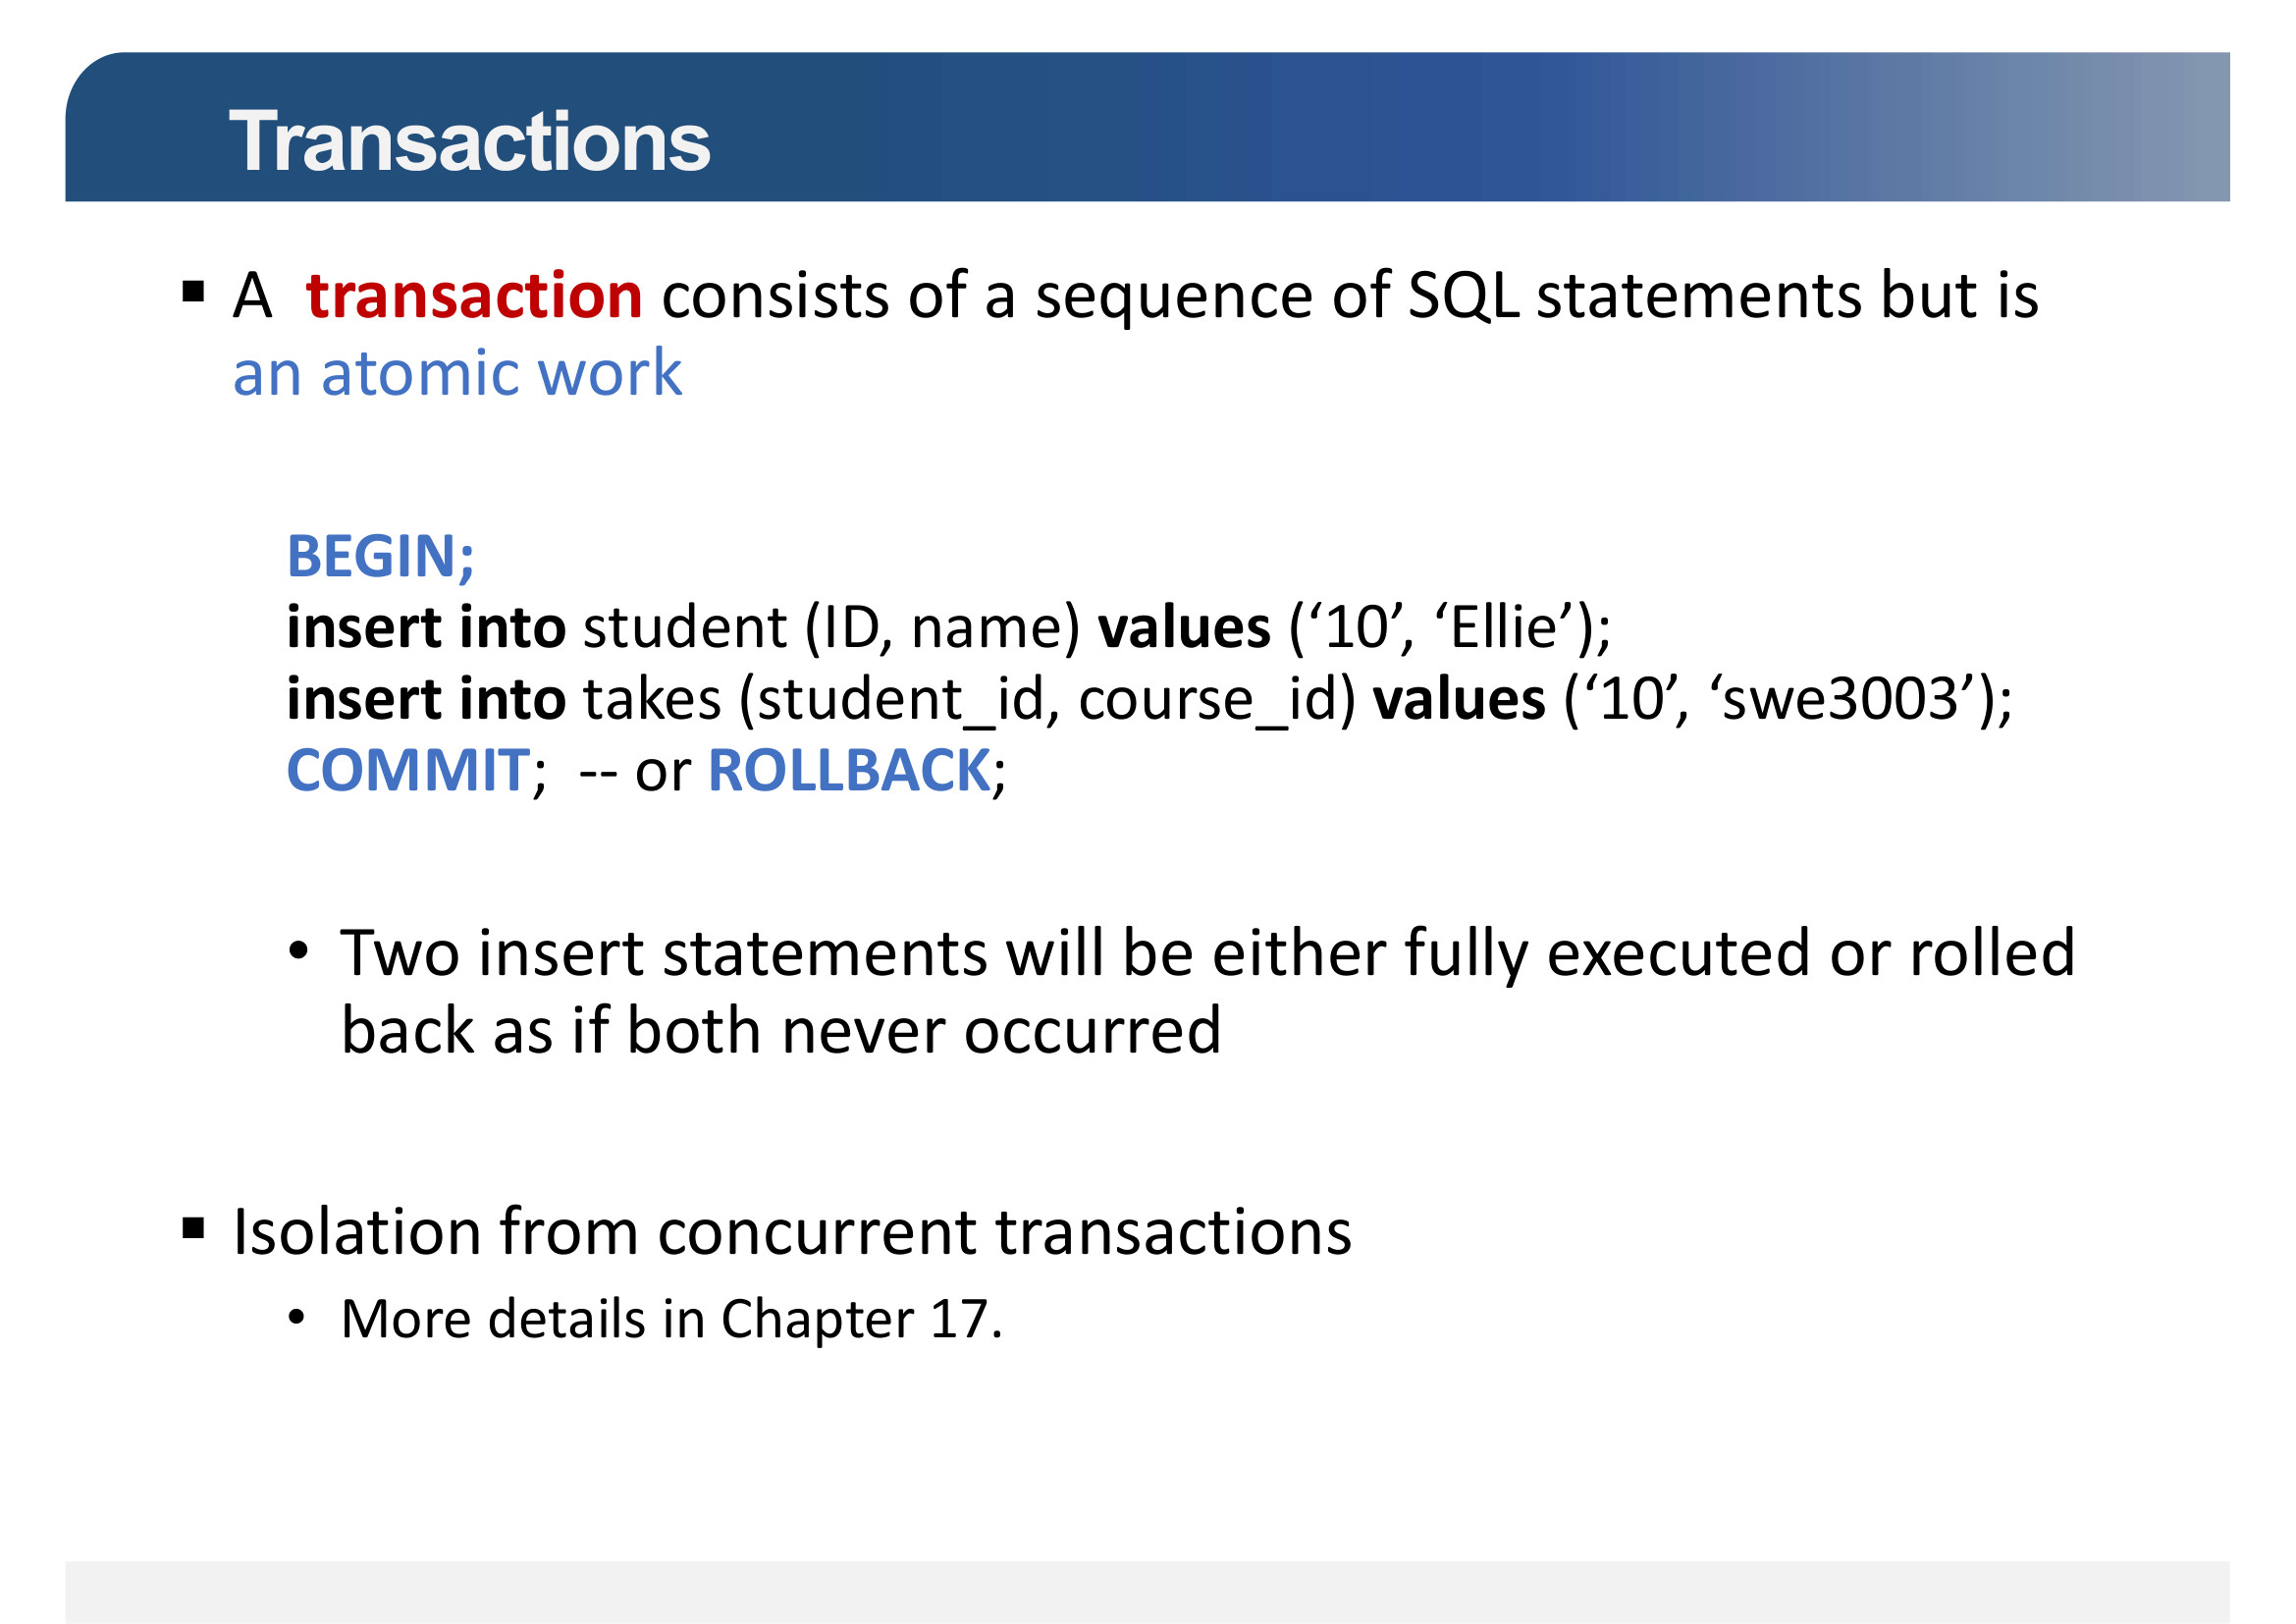 Transactions
▪ A transaction consists of a sequence of SQL statements but is
an atomic work
BEGIN;
insert into student (ID, name) values (‘10’, ‘Ellie’);
insert into takes (student_id, course_id) values (‘10’, ‘swe3003’);
COMMIT; -- or ROLLBACK;
• Two insert statements will be either fully executed or rolled
back as if both never occurred
▪ Isolation from concurrent transactions
• More details in Chapter 17.